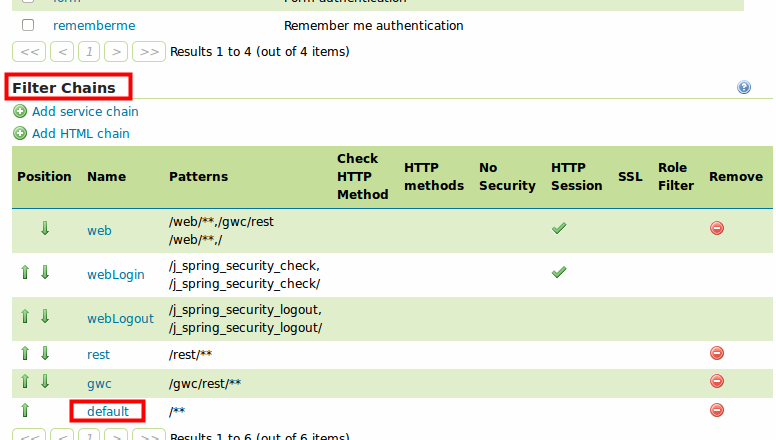 form Form authentication
rememberme Remember me authentication
<< < 1 > >> Results 1 to 4 (out of 4 items)
Filter Chains
Add service chain
Add HTML chain
Position Name Patterns Check HTTP Method HTTP methods No Security HTTP Session SSL Role Filter Remove
web /web/**,/gwc/rest
/web/**,/
webLogin /j_spring_security_check,
/j_spring_security_check/
webLogout /j_spring_security_logout,
/j_spring_security_logout/
rest /rest/**
gwc /gwc/rest/**
default /**
<< < 1 > >> Results 1 to 6 (out of 6 items)